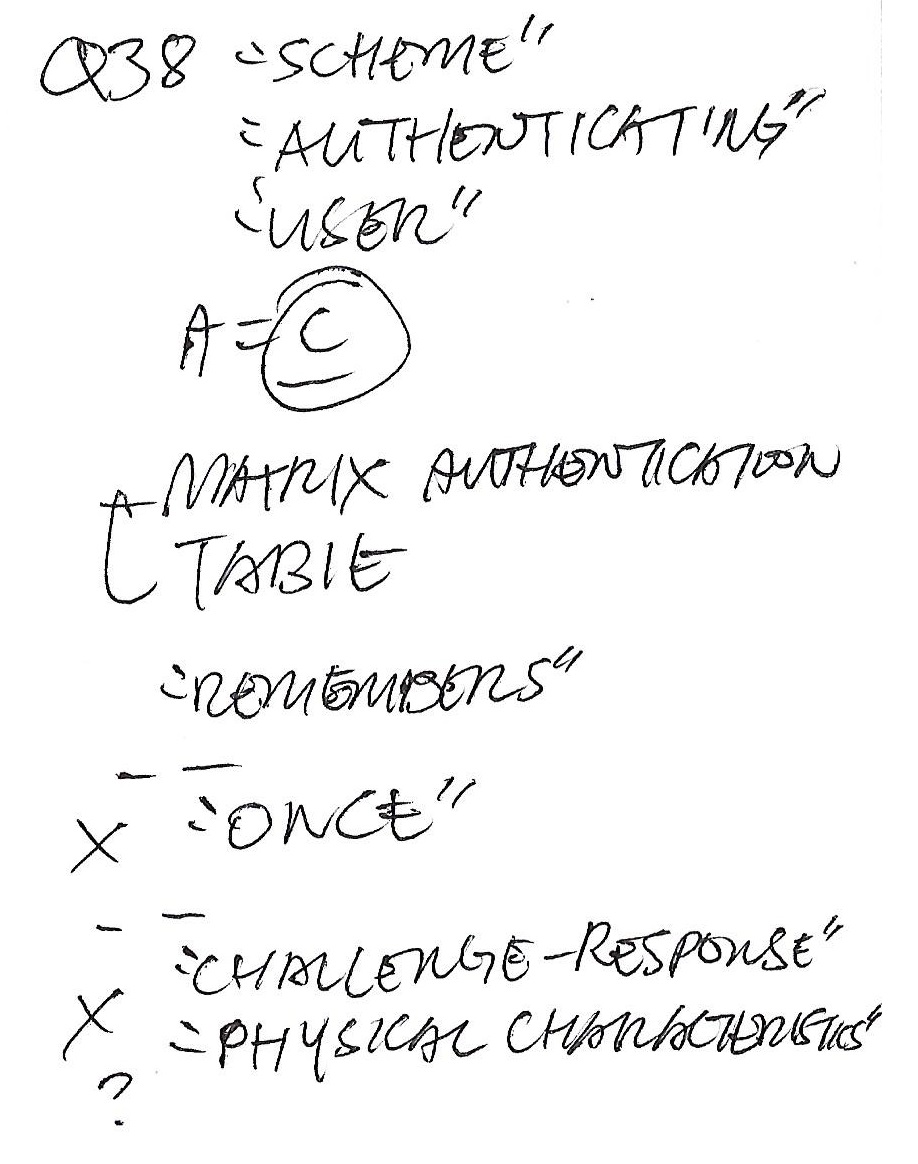 Q38 "SCHEME"
"AUTHENTICATING"
"USER"
A = C
MATRIX AUTHENTICATION
TABLE
"REMEMBERS"
- —
X "ONCE"
- —
"CHALLENGE-RESPONSE"
X "PHYSICAL CHARACTERISTICS"
?